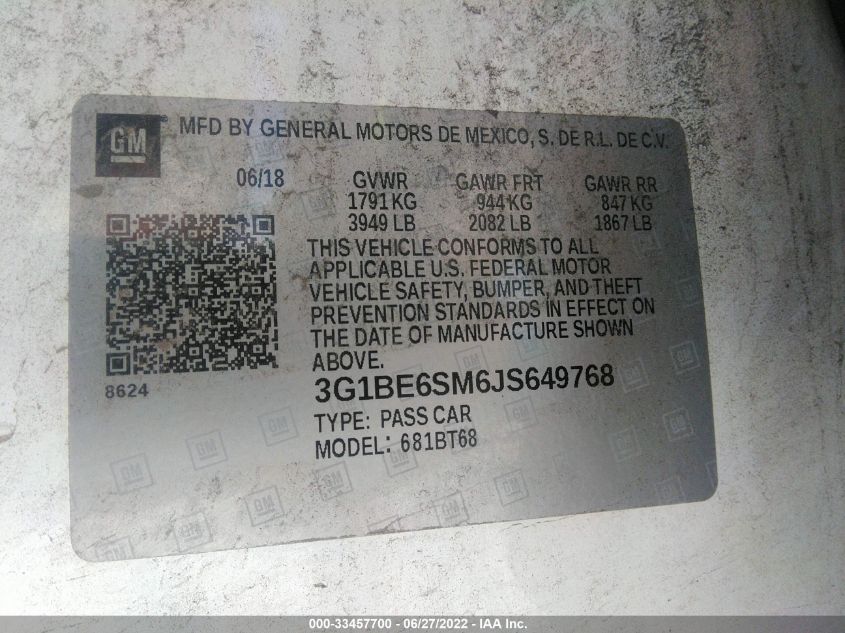 GM
MFD BY GENERAL MOTORS DE MEXICO, S. DE R.L. DE C.V.
06/18 GVWR GAWR FRT GAWR RR
1791 KG 944 KG 847 KG
3949 LB 2082 LB 1867 LB
THIS VEHICLE CONFORMS TO ALL
APPLICABLE U.S. FEDERAL MOTOR
VEHICLE SAFETY, BUMPER, AND THEFT
PREVENTION STANDARDS IN EFFECT ON
THE DATE OF MANUFACTURE SHOWN
ABOVE.
8624
3G1BE6SM6JS649768
TYPE: PASS CAR
MODEL: 681BT68
000-33457700 - 06/27/2022 - IAA Inc.